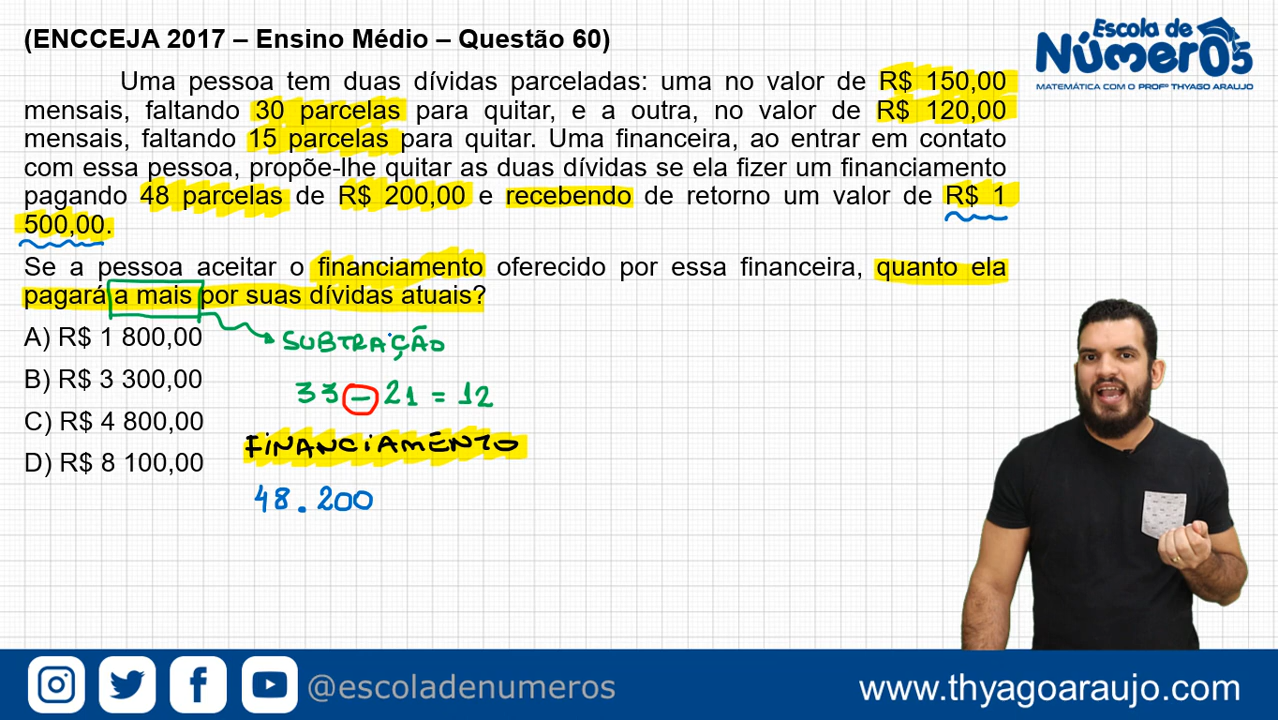 (ENCCEJA 2017 – Ensino Médio – Questão 60)
Escola de
Números
MATEMÁTICA COM O PROFº THYAGO ARAUJO
Uma pessoa tem duas dívidas parceladas: uma no valor de R$ 150,00
mensais, faltando 30 parcelas para quitar, e a outra, no valor de R$ 120,00
mensais, faltando 15 parcelas para quitar. Uma financeira, ao entrar em contato
com essa pessoa, propõe-lhe quitar as duas dívidas se ela fizer um financiamento
pagando 48 parcelas de R$ 200,00 e recebendo de retorno um valor de R$ 1
500,00.
Se a pessoa aceitar o financiamento oferecido por essa financeira, quanto ela
pagará a mais por suas dívidas atuais?
A) R$ 1 800,00
SUBTRAÇÃO
B) R$ 3 300,00
33 - 21 = 12
C) R$ 4 800,00
FINANCIAMENTO
D) R$ 8 100,00
48.200
@escoladenumeros
www.thyagoaraujo.com